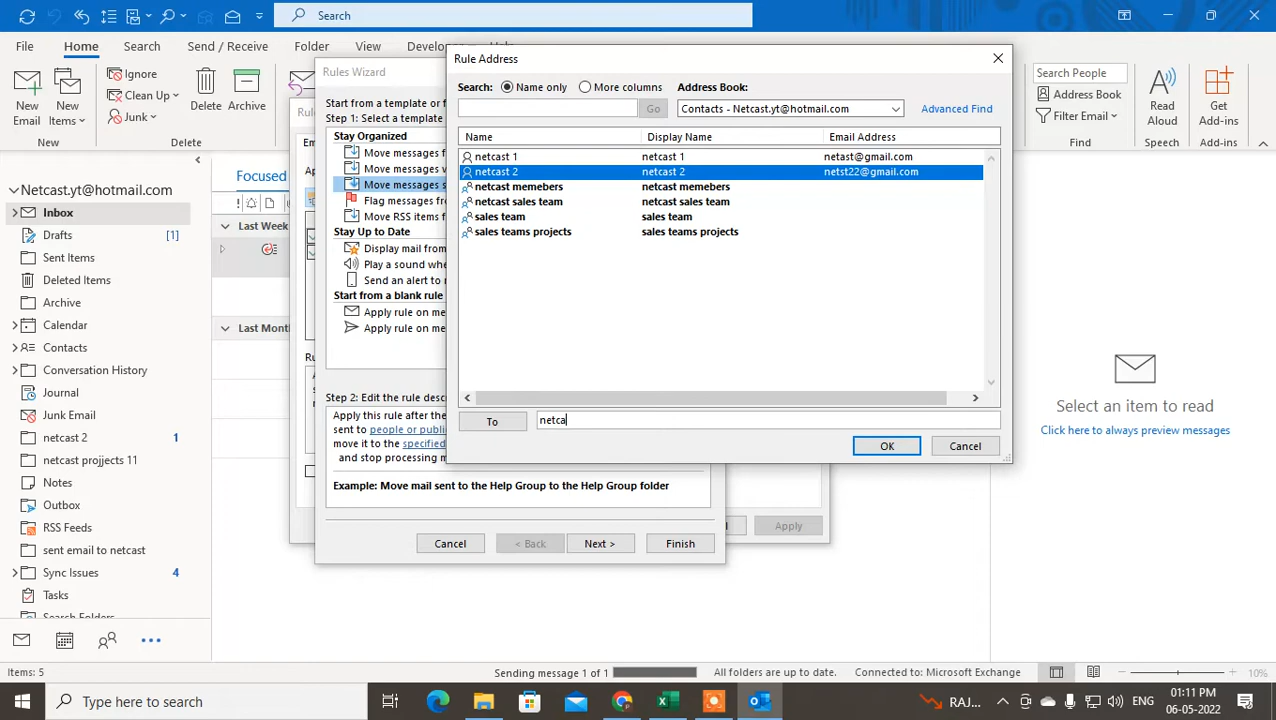 Search
File Home Search Send / Receive Folder View Develope Help
New Email
New Items
Ignore
Clean Up
Junk
Delete
Archive
Delete
Search People
Address Book
Filter Email
Find
Read Aloud
Speech
Get Add-ins
Add-ins
Netcast.yt@hotmail.com
Inbox
Drafts [1]
Sent Items
Deleted Items
Archive
Calendar
Contacts
Conversation History
Journal
Junk Email
netcast 2 1
netcast projjects 11
Notes
Outbox
RSS Feeds
sent email to netcast
Sync Issues 4
Tasks
Search Folders
Focused
Last Week
Last Mont
Ru
Em
Ap
Ru
Apply
Rules Wizard
Start from a template or f
Step 1: Select a template
Stay Organized
Move messages f
Move messages v
Move messages s
Flag messages fro
Move RSS items f
Stay Up to Date
Display mail from
Play a sound whe
Send an alert to r
Start from a blank rule
Apply rule on me
Apply rule on me
Step 2: Edit the rule desc
Apply this rule after the
sent to people or publi
move it to the specified
and stop processing m
Example: Move mail sent to the Help Group to the Help Group folder
Cancel < Back Next > Finish
Rule Address
Search: Name only More columns Address Book:
Go Contacts - Netcast.yt@hotmail.com Advanced Find
Name Display Name Email Address
netcast 1 netcast 1 netast@gmail.com
netcast 2 netcast 2 netst22@gmail.com
netcast memebers netcast memebers
netcast sales team netcast sales team
sales team sales team
sales teams projects sales teams projects
To netca
OK Cancel
Select an item to read
Click here to always preview messages
Items: 5 Sending message 1 of 1 All folders are up to date. Connected to: Microsoft Exchange 10%
Type here to search
RAJ... ENG 01:11 PM
06-05-2022